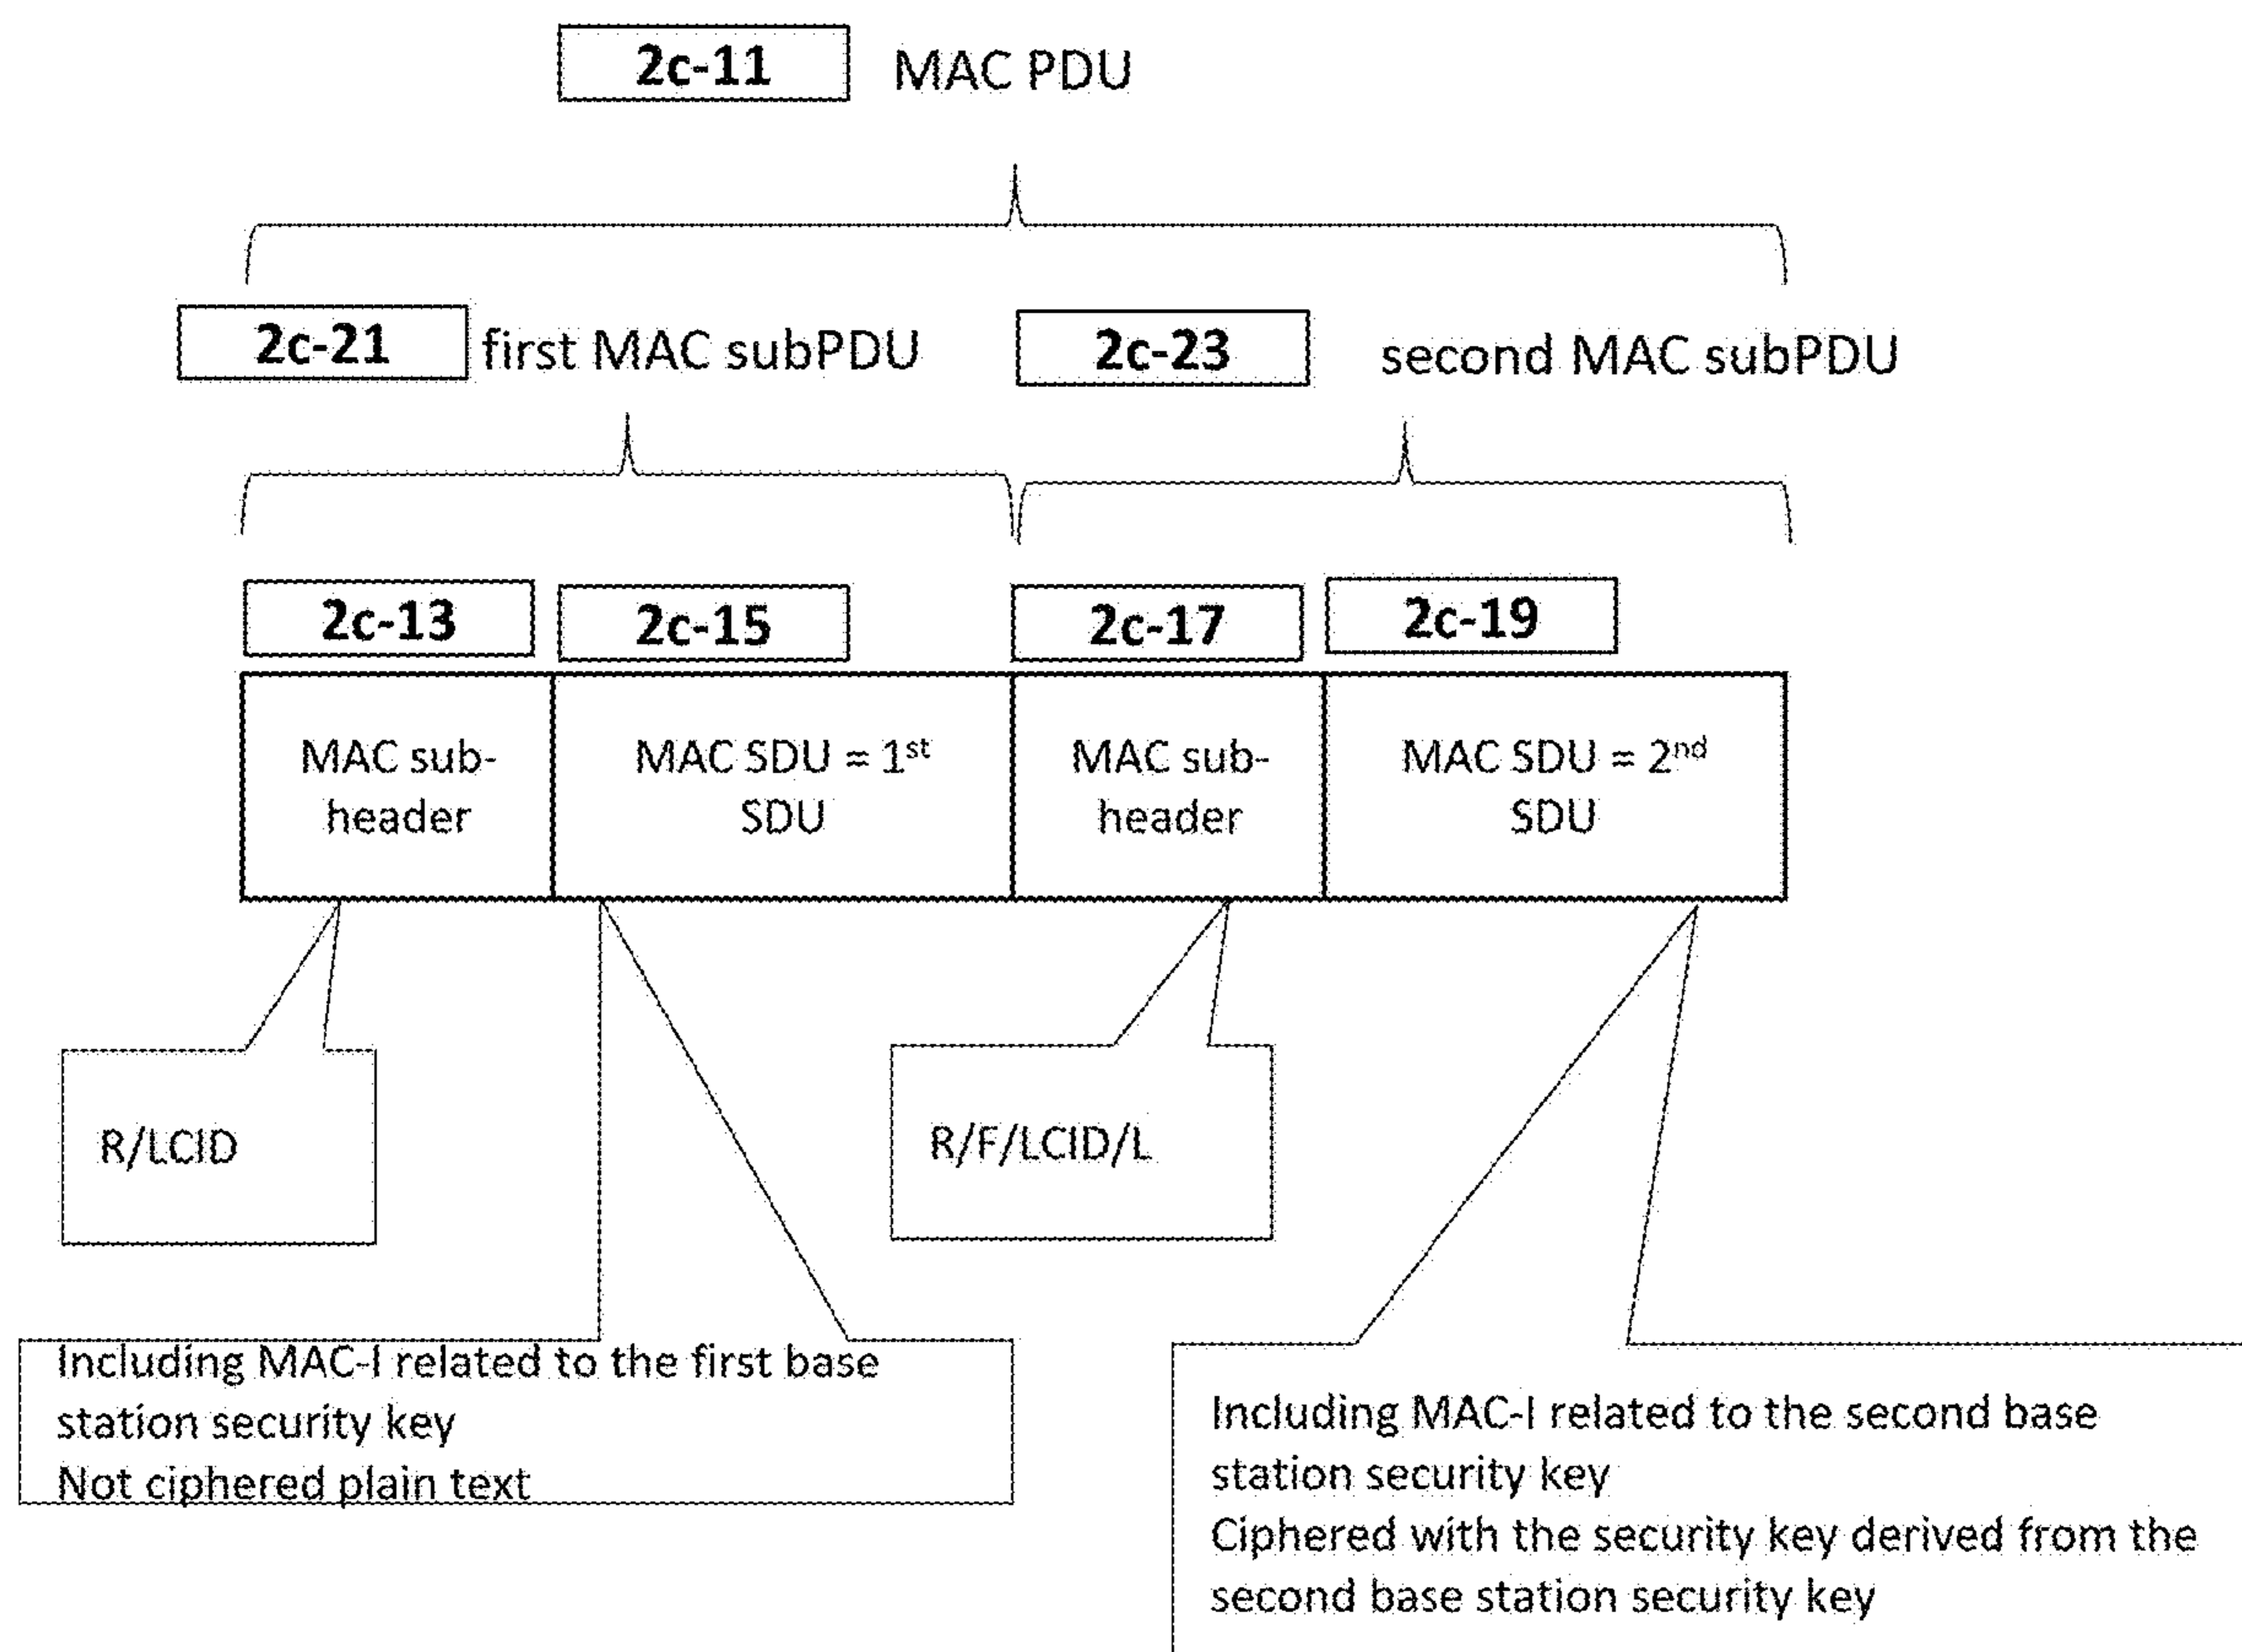 2c-11 MAC PDU
2c-21 first MAC subPDU 2c-23 second MAC subPDU
2c-13 2c-15 2c-17 2c-19
MAC sub-
header
MAC SDU = 1st
SDU
MAC sub-
header
MAC SDU = 2nd
SDU
R/LCID
R/F/LCID/L
Including MAC-I related to the first base
station security key
Not ciphered plain text
Including MAC-I related to the second base
station security key
Ciphered with the security key derived from the
second base station security key